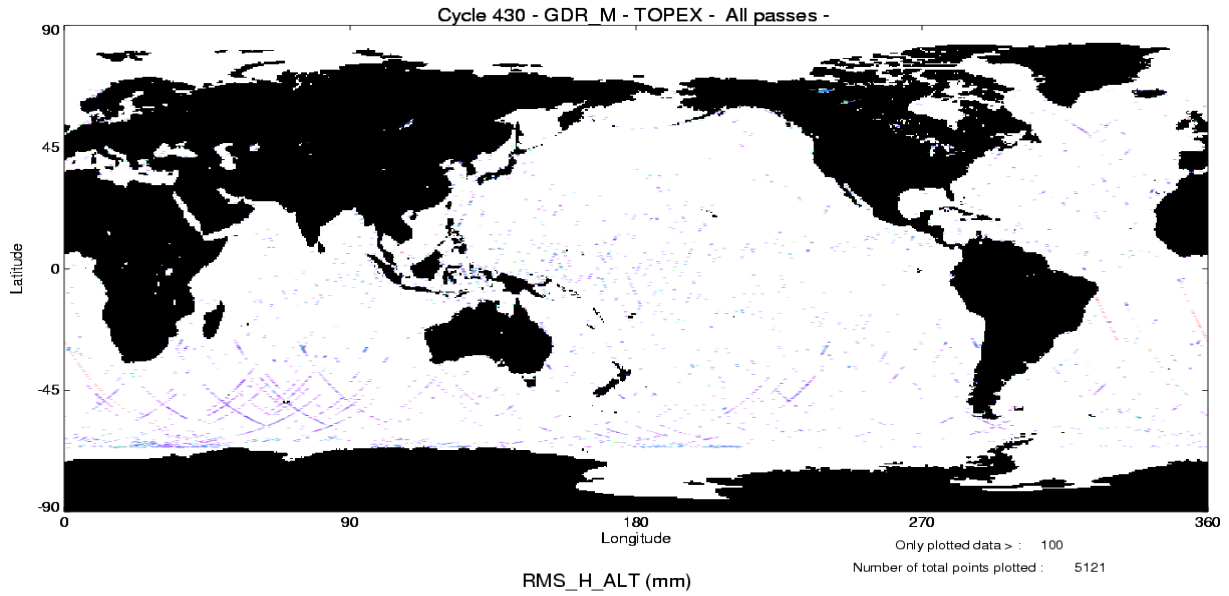 Cycle 430 - GDR_M - TOPEX - All passes -
90
45
0
-45
-90
Latitude
0 90 180 270 360
Longitude
Only plotted data > : 100
Number of total points plotted : 5121
RMS_H_ALT (mm)